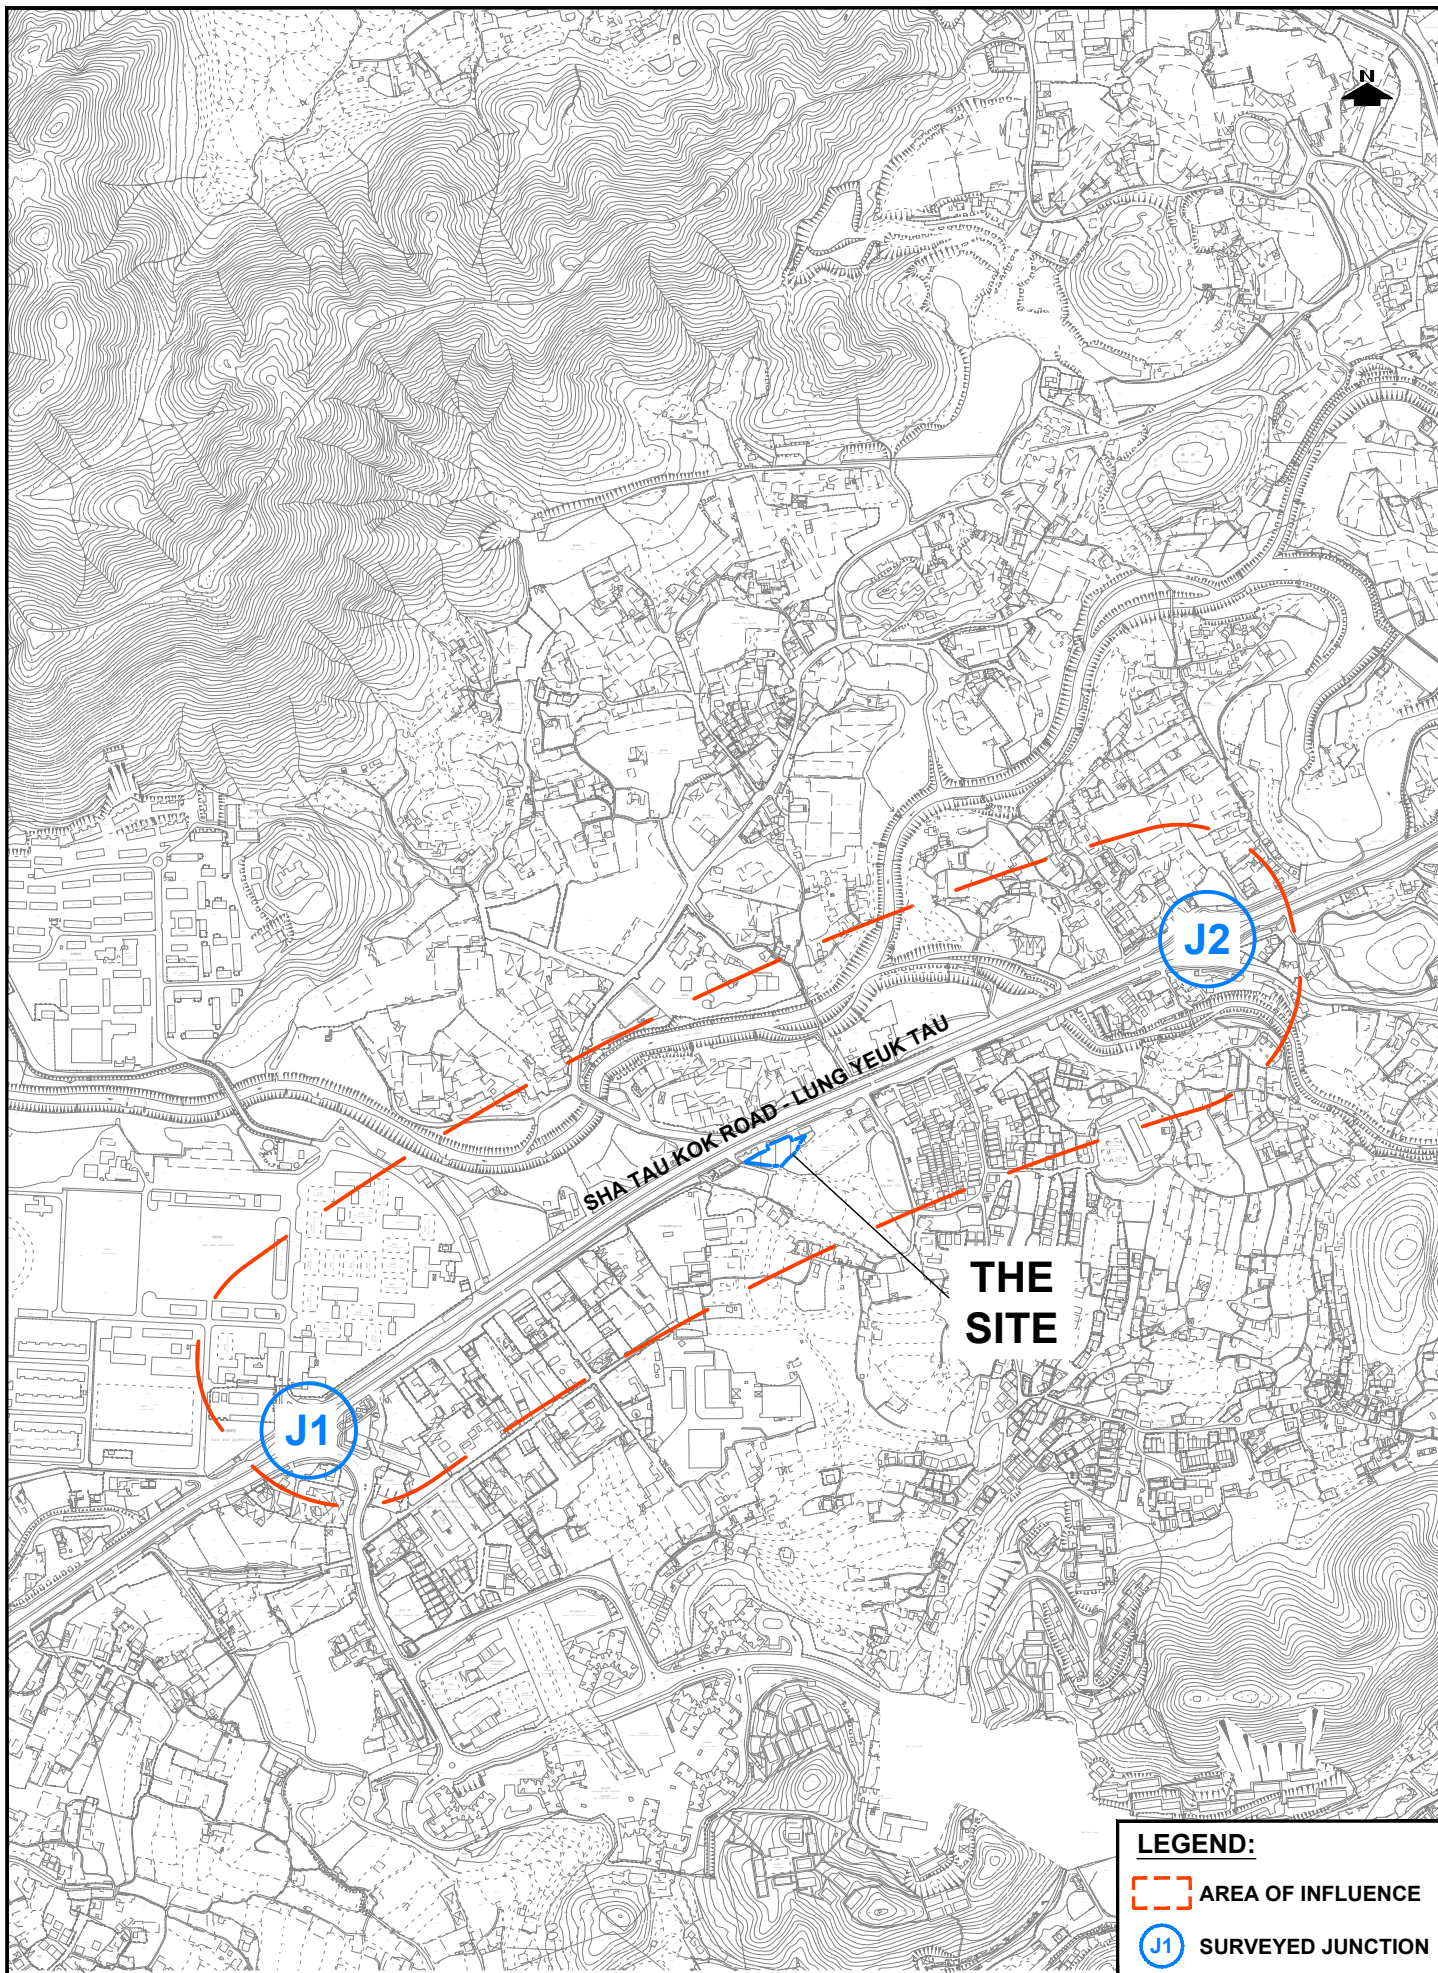 N
J2
SHA TAU KOK ROAD - LUNG YEUK TAU
THE
SITE
J1
LEGEND:
AREA OF INFLUENCE
J1 SURVEYED JUNCTION